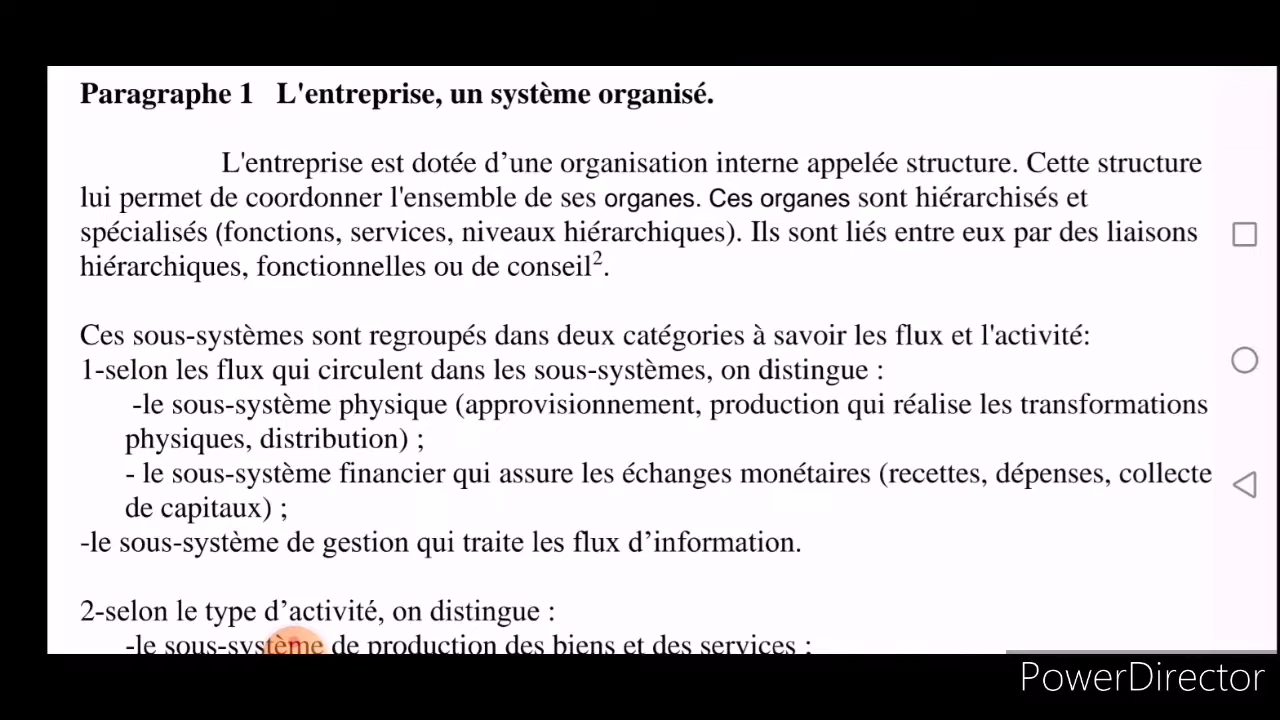 Paragraphe 1 L'entreprise, un système organisé.
L'entreprise est dotée d’une organisation interne appelée structure. Cette structure
lui permet de coordonner l'ensemble de ses organes. Ces organes sont hiérarchisés et
spécialisés (fonctions, services, niveaux hiérarchiques). Ils sont liés entre eux par des liaisons
hiérarchiques, fonctionnelles ou de conseil².
Ces sous-systèmes sont regroupés dans deux catégories à savoir les flux et l'activité:
1-selon les flux qui circulent dans les sous-systèmes, on distingue :
-le sous-système physique (approvisionnement, production qui réalise les transformations
physiques, distribution) ;
- le sous-système financier qui assure les échanges monétaires (recettes, dépenses, collecte
de capitaux) ;
-le sous-système de gestion qui traite les flux d’information.
2-selon le type d’activité, on distingue :
-le sous-système de production des biens et des services ;
PowerDirector